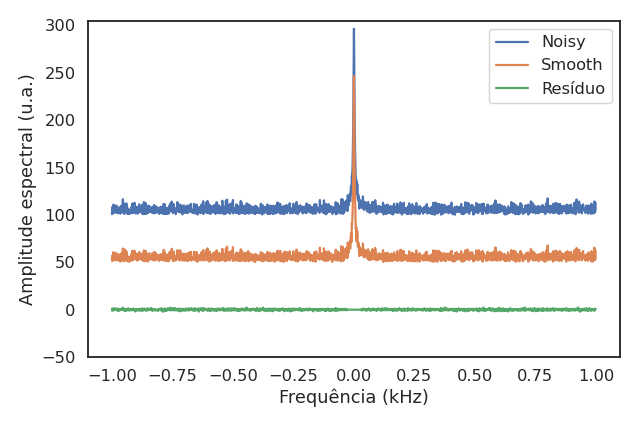 300
250
200
150
100
50
0
−50
Amplitude espectral (u.a.)
Noisy
Smooth
Resíduo
−1.00 −0.75 −0.50 −0.25 0.00 0.25 0.50 0.75 1.00
Frequência (kHz)